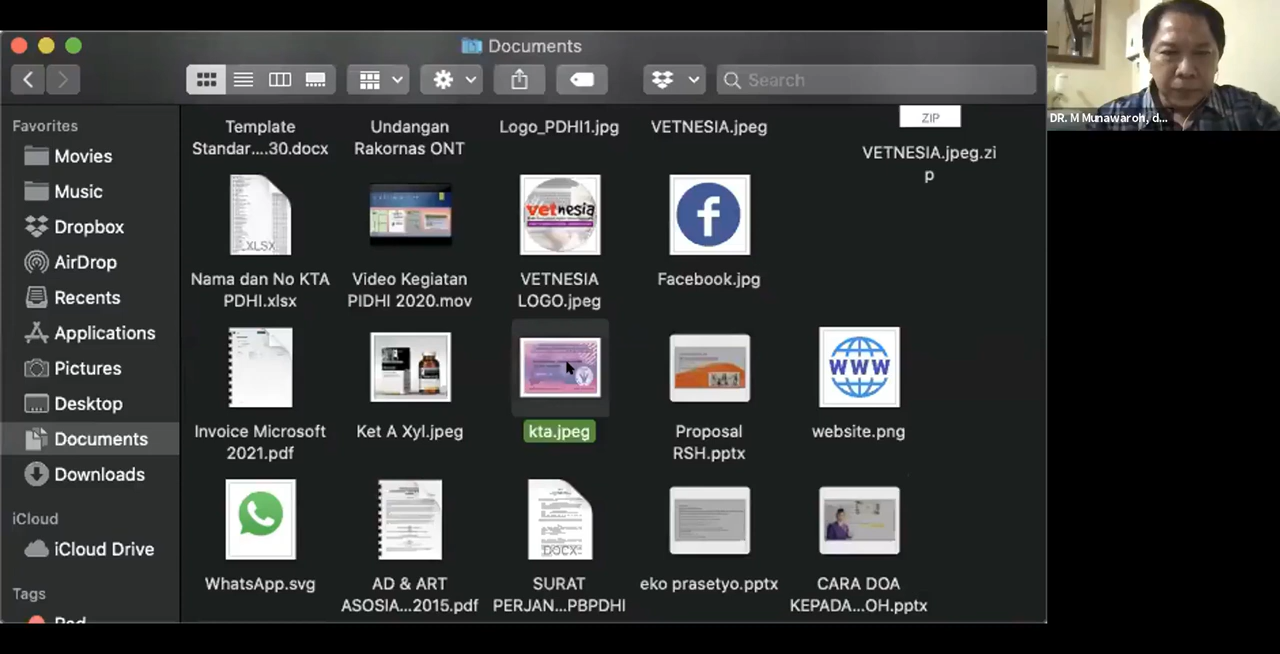 Documents
Search
DR. M Munawaroh, d...
Favorites
Movies
Music
Dropbox
AirDrop
Recents
Applications
Pictures
Desktop
Documents
Downloads
iCloud
iCloud Drive
Tags
Template
Standar....30.docx
Undangan
Rakornas ONT
Logo_PDHI1.jpg
VETNESIA.jpeg
ZIP
VETNESIA.jpeg.zi
p
XLSX
Nama dan No KTA
PDHI.xlsx
Video Kegiatan
PIDHI 2020.mov
vetnesia
VETNESIA
LOGO.jpeg
f
Facebook.jpg
Invoice Microsoft
2021.pdf
Ket A Xyl.jpeg
kta.jpeg
Proposal
RSH.pptx
WWW
website.png
WhatsApp.svg
AD & ART
ASOSIA...2015.pdf
DOCX
SURAT
PERJAN...PBPDHI
eko prasetyo.pptx
CARA DOA
KEPADA...OH.pptx